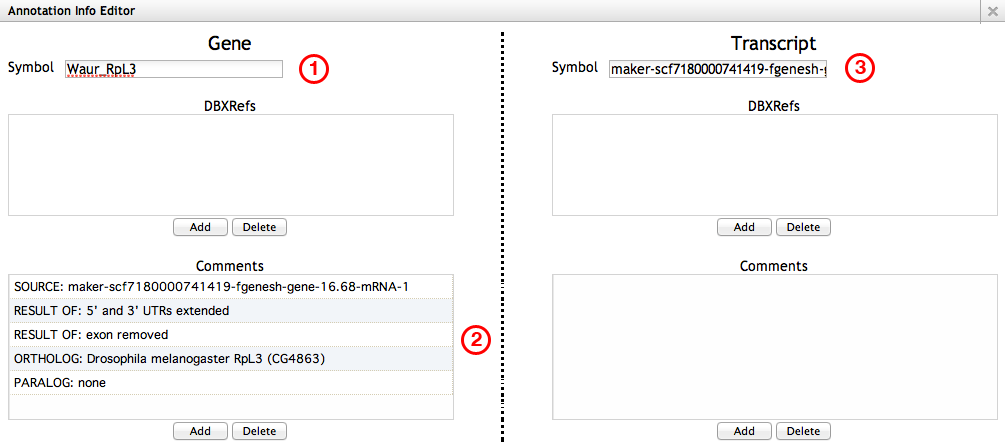 Annotation Info Editor
Gene
Symbol Waur_RpL3 1
DBXRefs
Add Delete
Comments
SOURCE: maker-scf7180000741419-fgenesh-gene-16.68-mRNA-1
RESULT OF: 5' and 3' UTRs extended
RESULT OF: exon removed
ORTHOLOG: Drosophila melanogaster RpL3 (CG4863)
PARALOG: none
2
Add Delete
Transcript
Symbol maker-scf7180000741419-fgenesh-g 3
DBXRefs
Add Delete
Comments
Add Delete